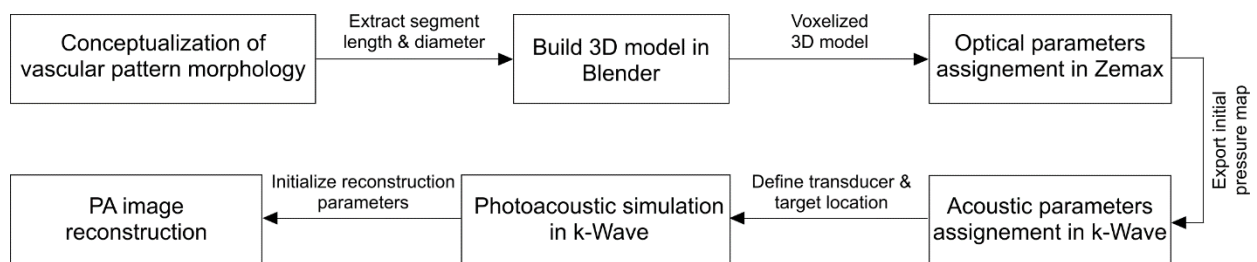 Conceptualization of
vascular pattern morphology
Extract segment
length & diameter
Build 3D model in
Blender
Voxelized
3D model
Optical parameters
assignement in Zemax
Export initial
pressure map
Acoustic parameters
assignement in k-Wave
Define transducer &
target location
Photoacoustic simulation
in k-Wave
Initialize reconstruction
parameters
PA image
reconstruction